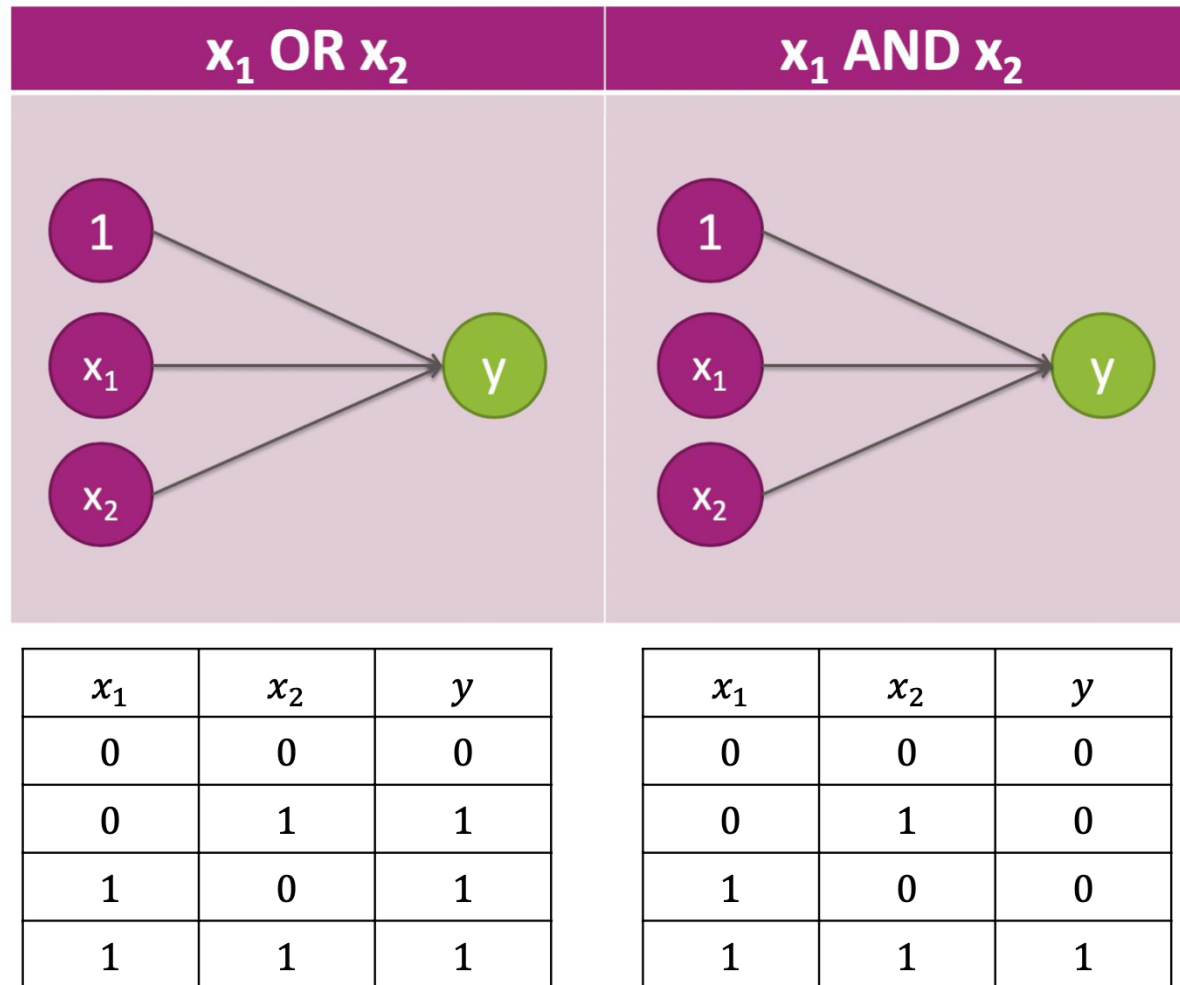 x₁ OR x₂
x₁ AND x₂
1
x₁
x₂
y
1
x₁
x₂
y
x₁ x₂ y
0 0 0
0 1 1
1 0 1
1 1 1
x₁ x₂ y
0 0 0
0 1 0
1 0 0
1 1 1